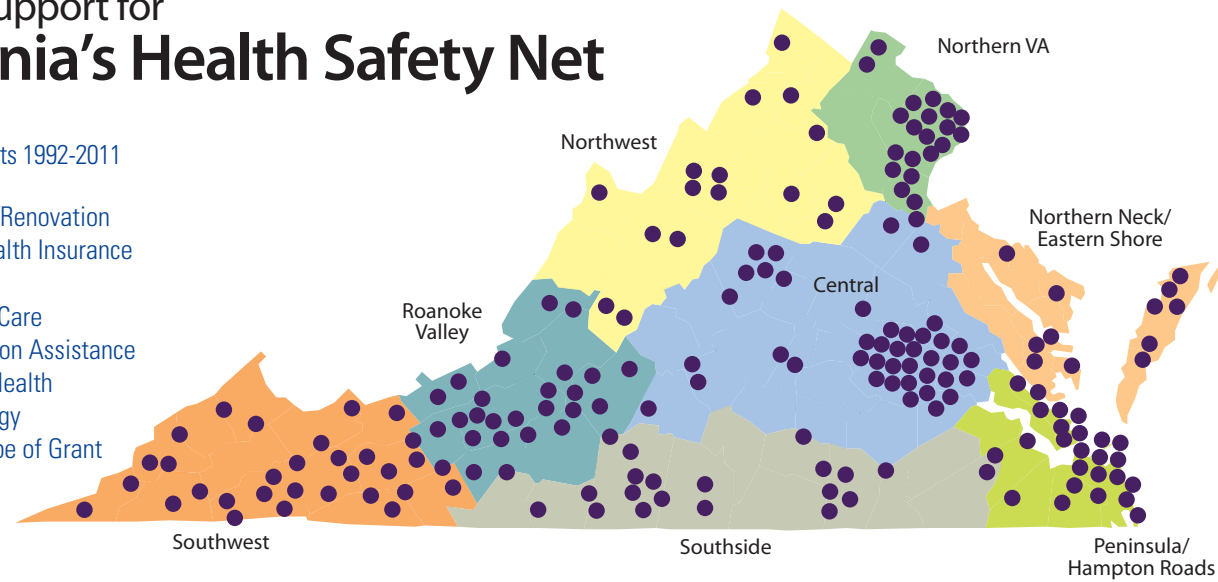 upport for
nia's Health Safety Net
ts 1992-2011
Renovation
alth Insurance
Care
on Assistance
Health
gy
pe of Grant
Northern VA
Northwest
Northern Neck/
Eastern Shore
Central
Roanoke
Valley
Southwest
Southside
Peninsula/
Hampton Roads